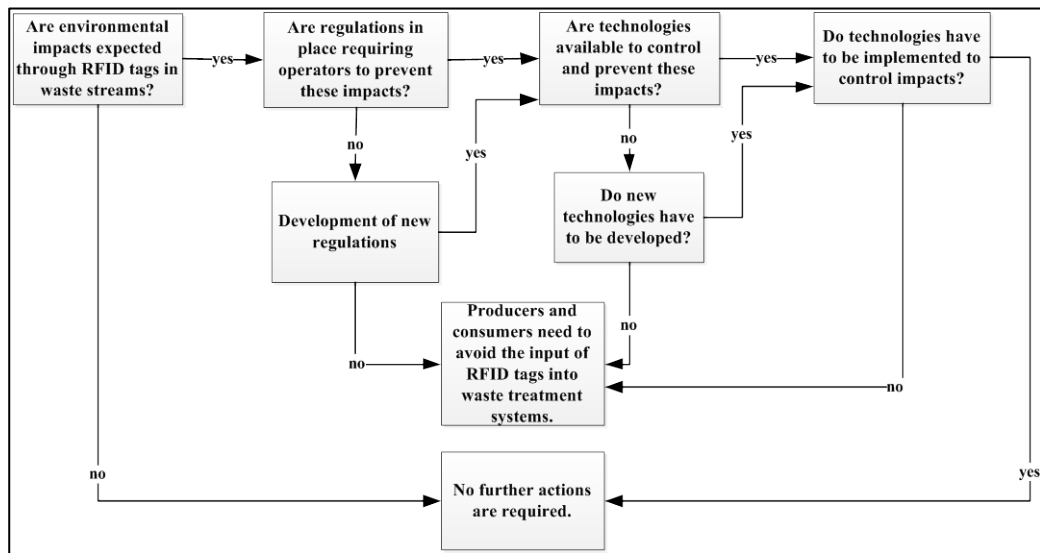 Are environmental
impacts expected
through RFID tags in
waste streams?
yes
Are regulations in
place requiring
operators to prevent
these impacts?
yes
Are technologies
available to control
and prevent these
impacts?
yes
Do technologies have
to be implemented to
control impacts?
no
yes
no
yes
Development of new
regulations
Do new
technologies have
to be developed?
no
Producers and
consumers need to
avoid the input of
RFID tags into
waste treatment
systems.
no
no
no
yes
No further actions
are required.